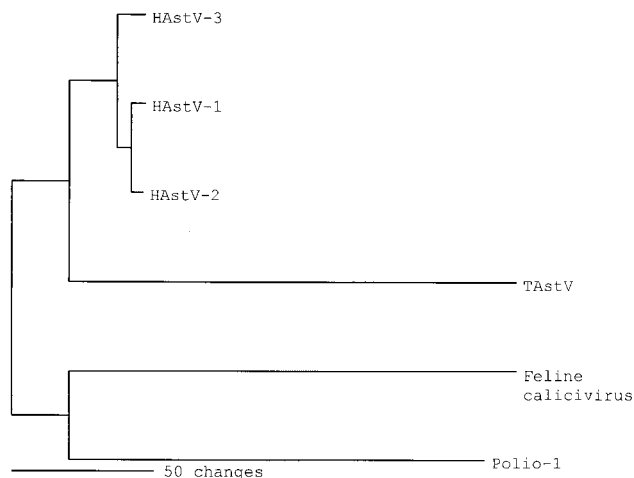 HAstV-3
HAstV-1
HAstV-2
TAstV
Feline
calicivirus
Polio-1
50 changes